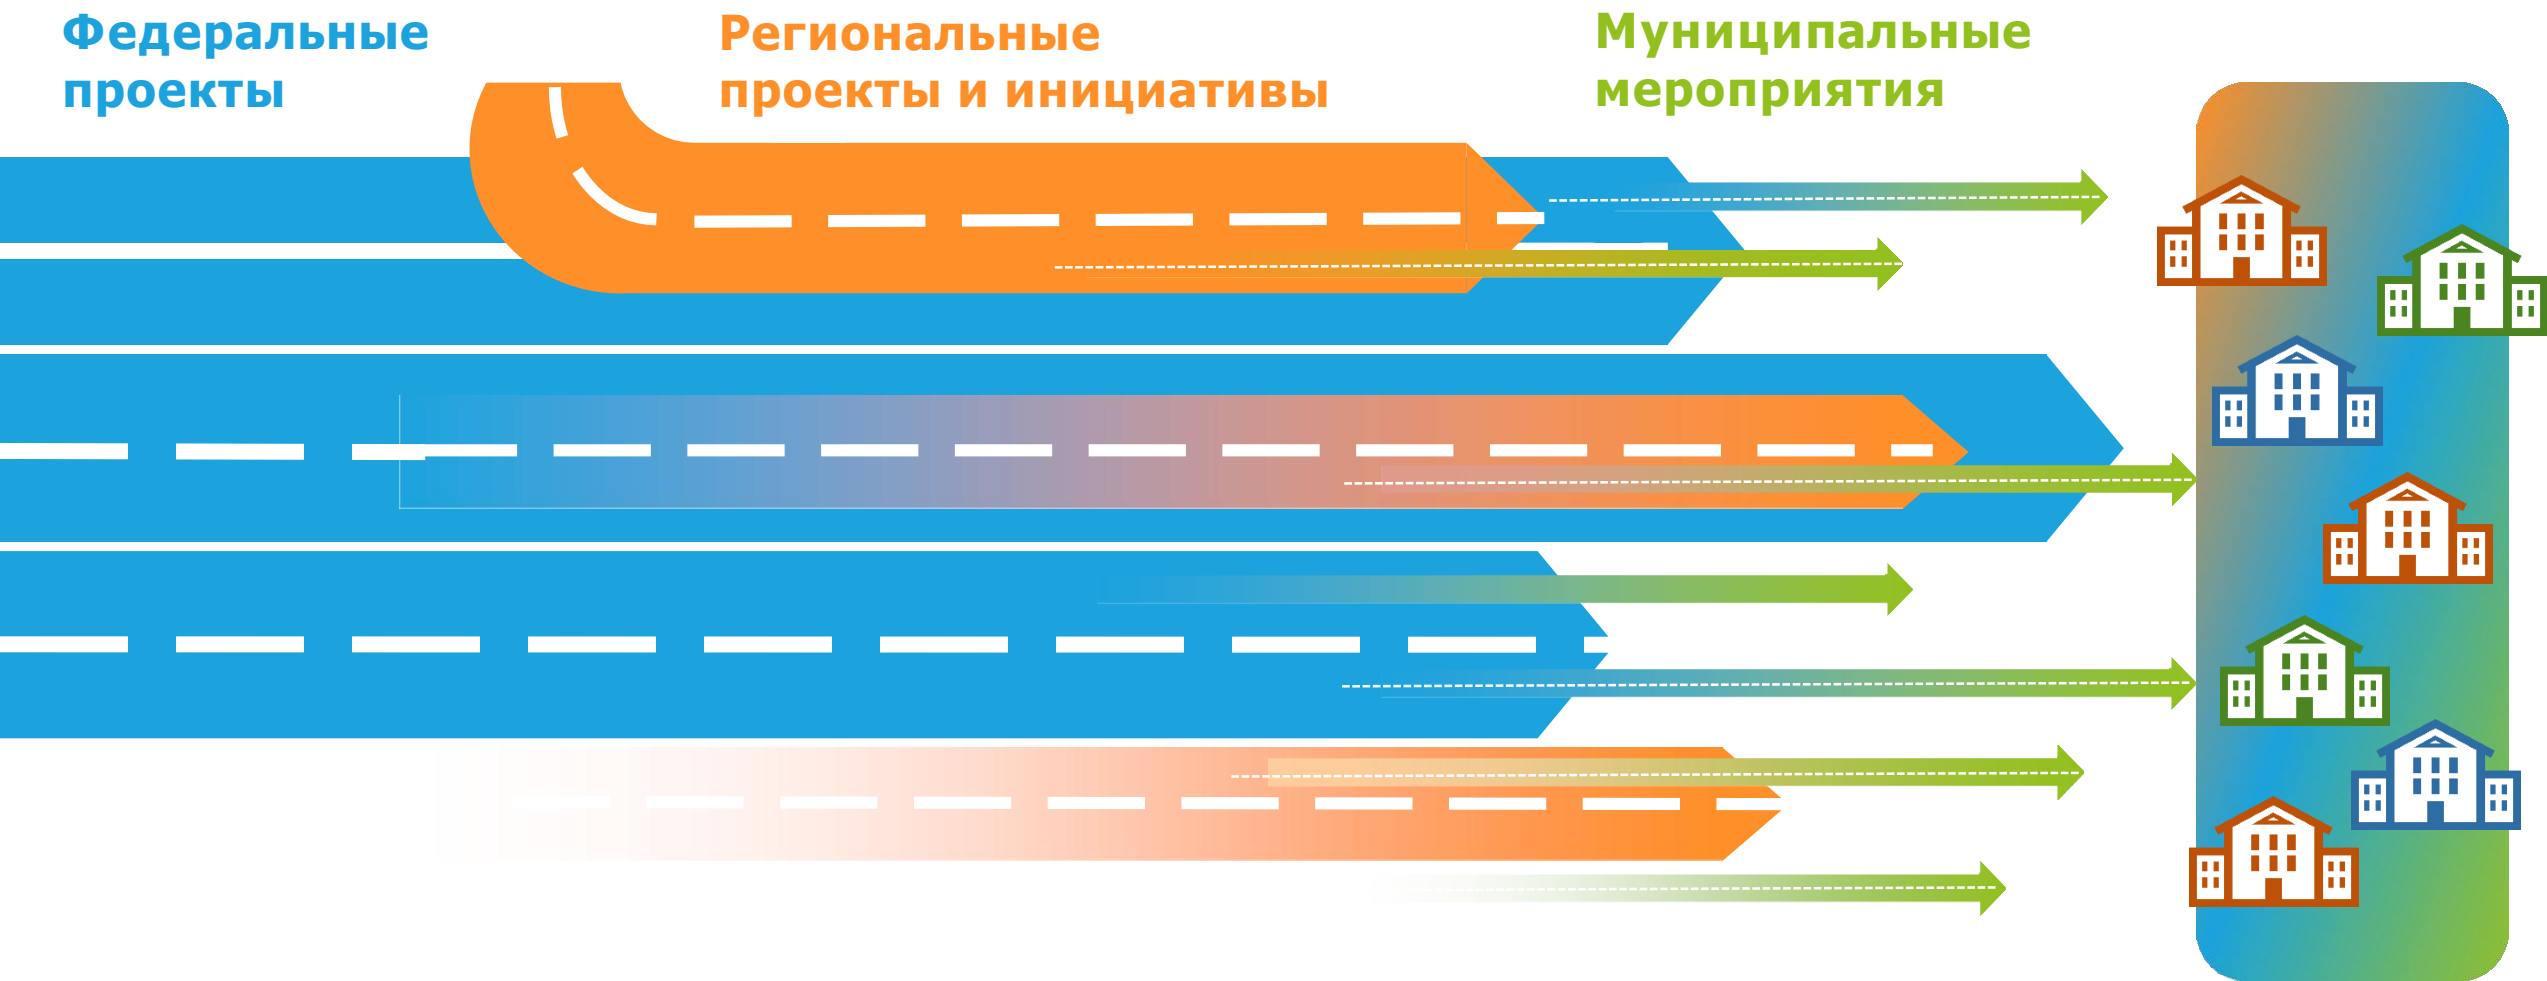 Федеральные
проекты
Региональные
проекты и инициативы
Муниципальные
мероприятия